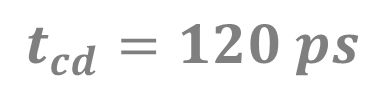 t_cd = 120 ps